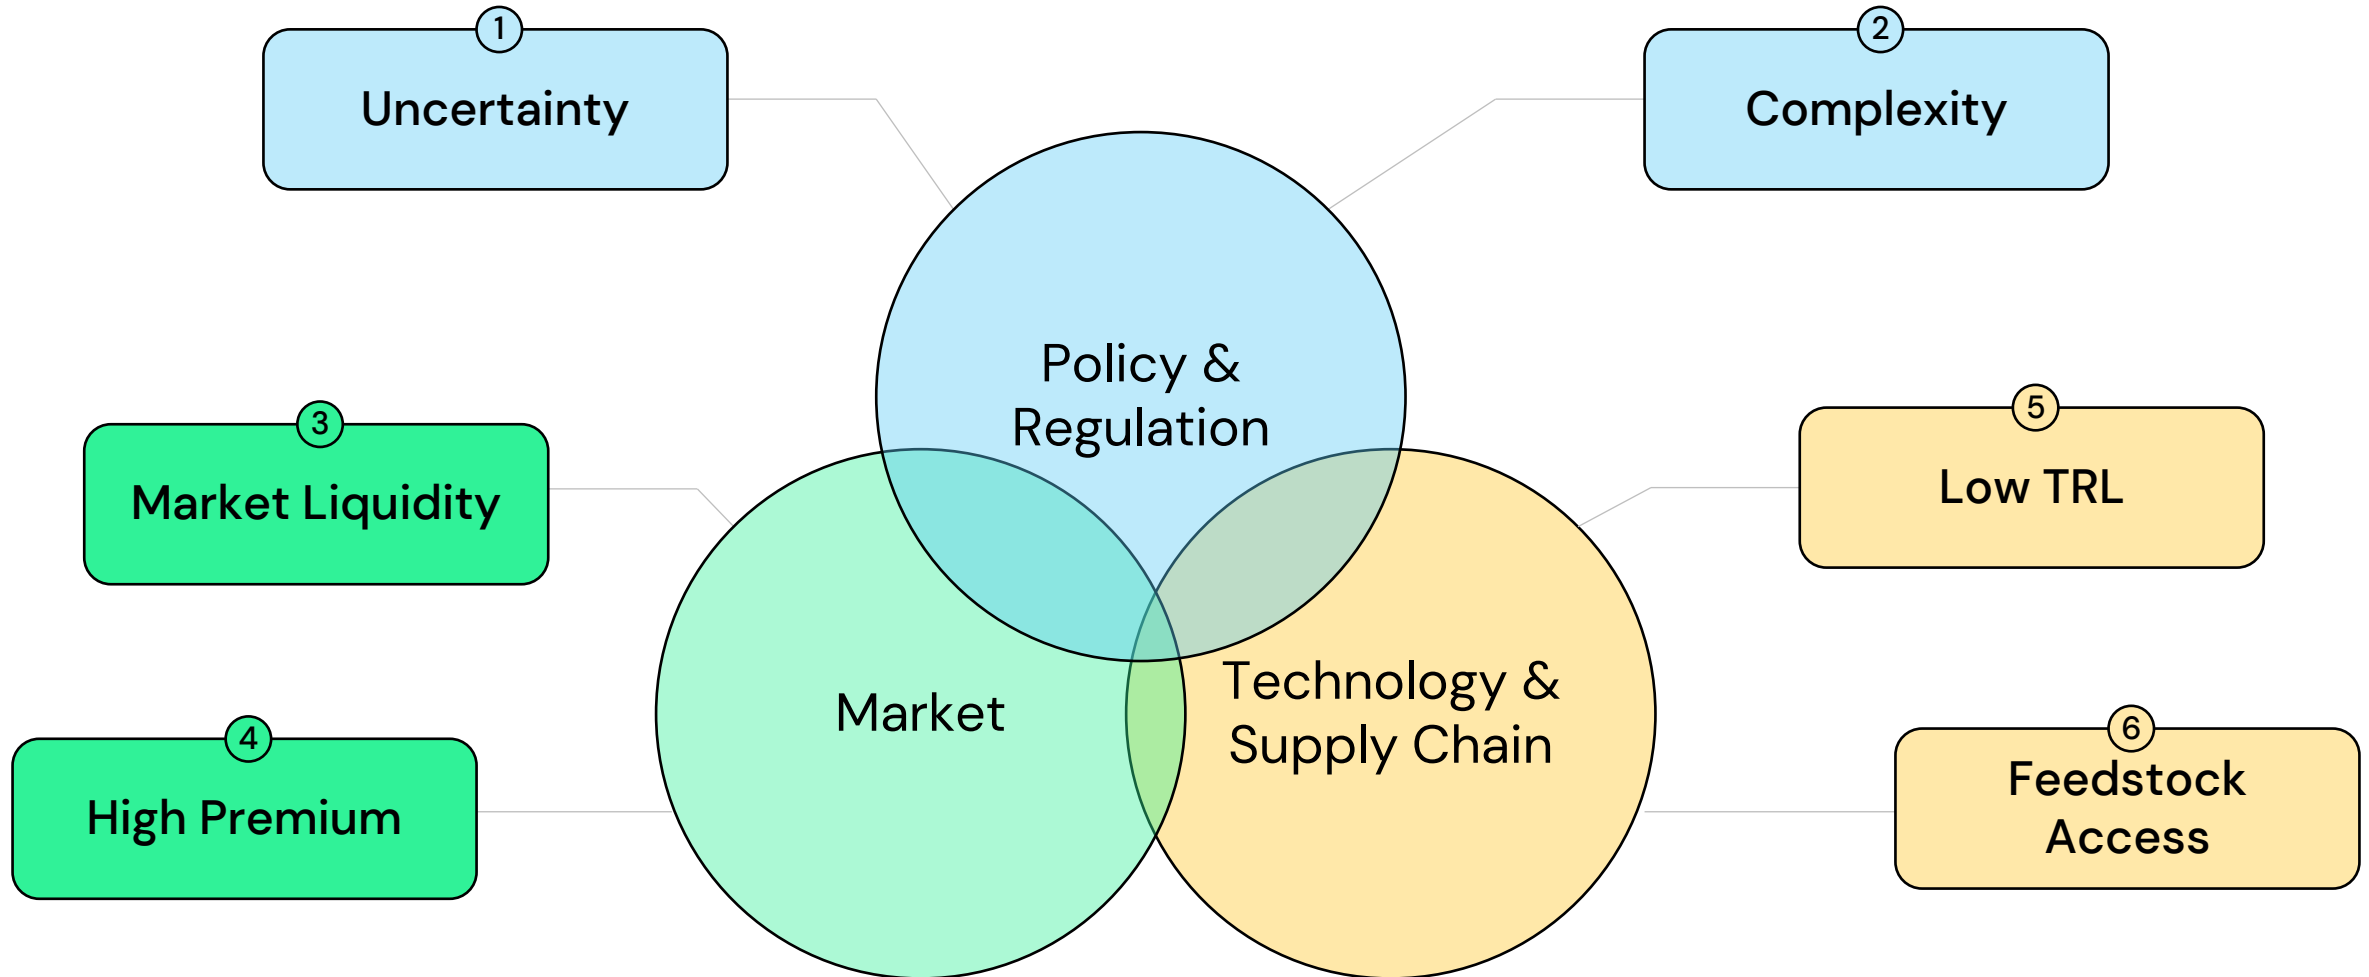 1
Uncertainty
2
Complexity
Policy &
Regulation
3
Market Liquidity
5
Low TRL
4
High Premium
Market
Technology &
Supply Chain
6
Feedstock
Access